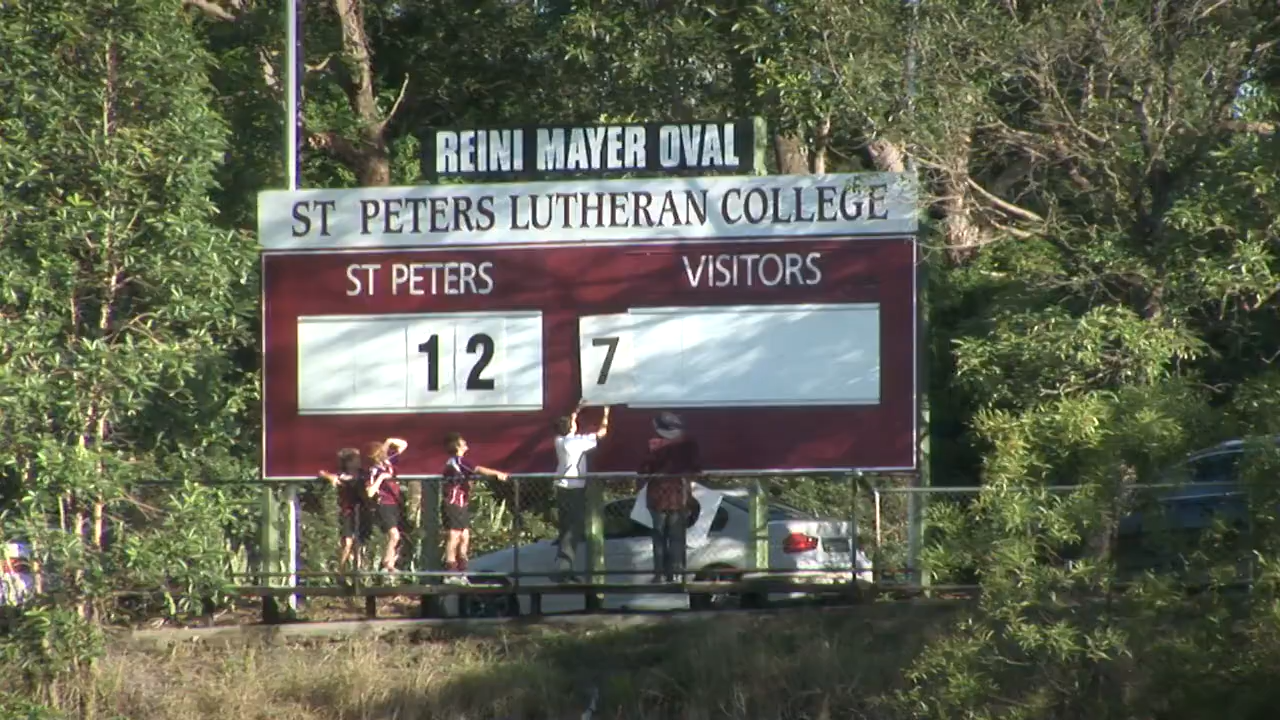 REINI MAYER OVAL
ST PETERS LUTHERAN COLLEGE
ST PETERS VISITORS
12 7